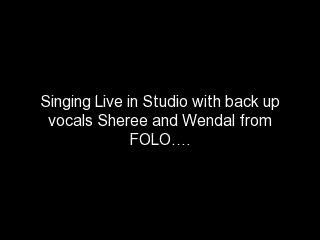 Singing Live in Studio with back up
vocals Sheree and Wendal from
FOLO....